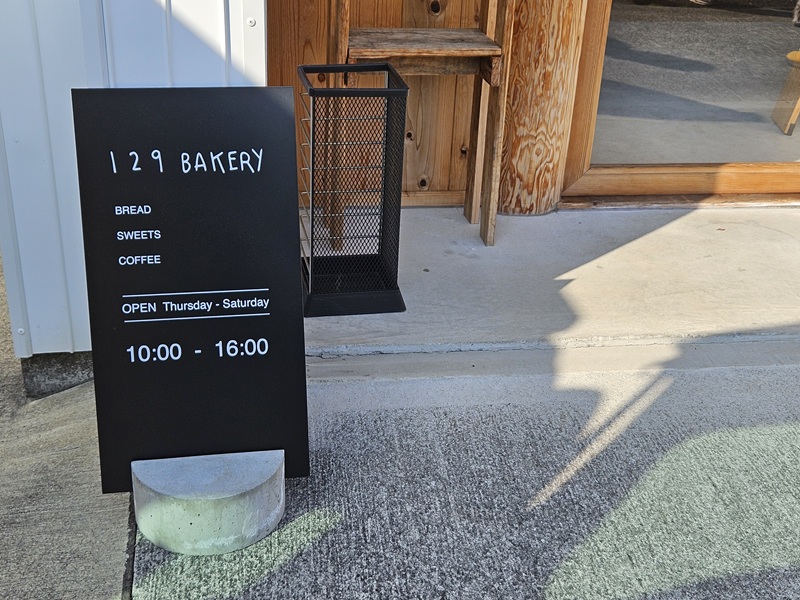 129 BAKERY
BREAD
SWEETS
COFFEE
OPEN Thursday - Saturday
10:00 - 16:00